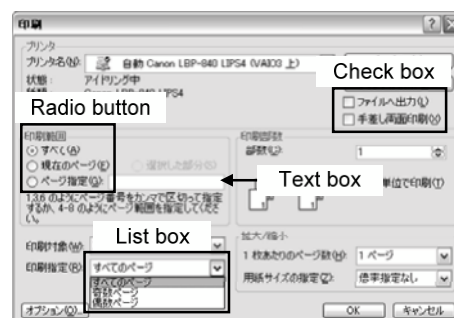 印刷
プリンタ
プリンタ名(N): 自動 Canon LBP-840 LIPS4 (VAIO3 上)
状態: アイドリング中
Check box
Radio button
ファイルへ出力(L)
手差し両面印刷(X)
印刷範囲
すべて(A)
現在のページ(E) 選択した部分(S)
ページ指定(G):
1,3,6 のようにページ番号をカンマで区切って指定
するか、4-8 のようにページ範囲を指定してくださ
い。
印刷部数
部数(C): 1
Text box
単位で印刷(T)
List box
印刷対象(W):
印刷指定(R): すべてのページ
すべてのページ
奇数ページ
偶数ページ
拡大/縮小
1 枚あたりのページ数(H): 1 ページ
用紙サイズの指定(Z): 倍率指定なし
オプション(O)... OK キャンセル